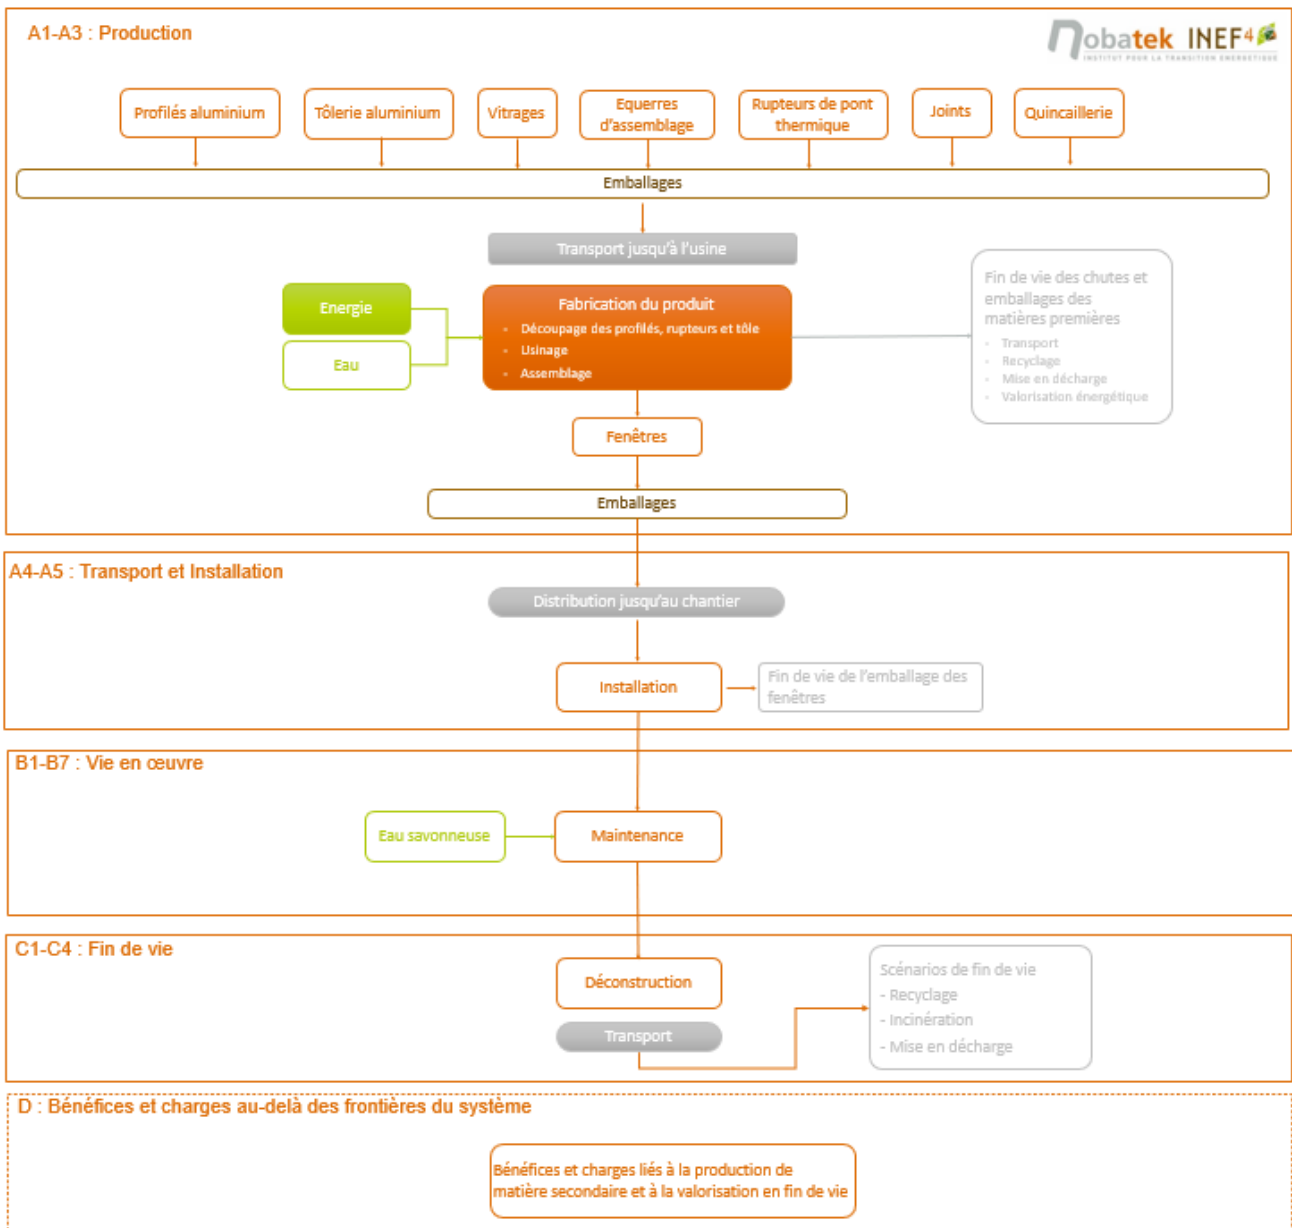 A1-A3 : Production
nobatek INEF4
INSTITUT POUR LA TRANSITION ENERGETIQUE
Profilés aluminium
Tôlerie aluminium
Vitrages
Equerres
d'assemblage
Rupteurs de pont
thermique
Joints
Quincaillerie
Emballages
Transport jusqu'à l'usine
Energie
Eau
Fabrication du produit
- Découpage des profilés, rupteurs et tôle
- Usinage
- Assemblage
Fin de vie des chutes et
emballages des
matières premières
- Transport
- Recyclage
- Mise en décharge
- Valorisation énergétique
Fenêtres
Emballages
A4-A5 : Transport et Installation
Distribution jusqu'au chantier
Installation
Fin de vie de l'emballage des
fenêtres
B1-B7 : Vie en œuvre
Eau savonneuse
Maintenance
C1-C4 : Fin de vie
Déconstruction
Transport
Scénarios de fin de vie
- Recyclage
- Incinération
- Mise en décharge
D : Bénéfices et charges au-delà des frontières du système
Bénéfices et charges liés à la production de
matière secondaire et à la valorisation en fin de vie